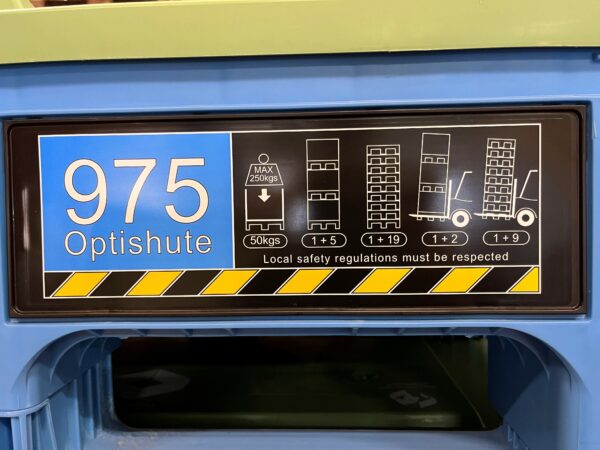 975
Optishute
MAX
250kgs
50kgs
1 + 5
1 + 19
1 + 2
1 + 9
Local safety regulations must be respected